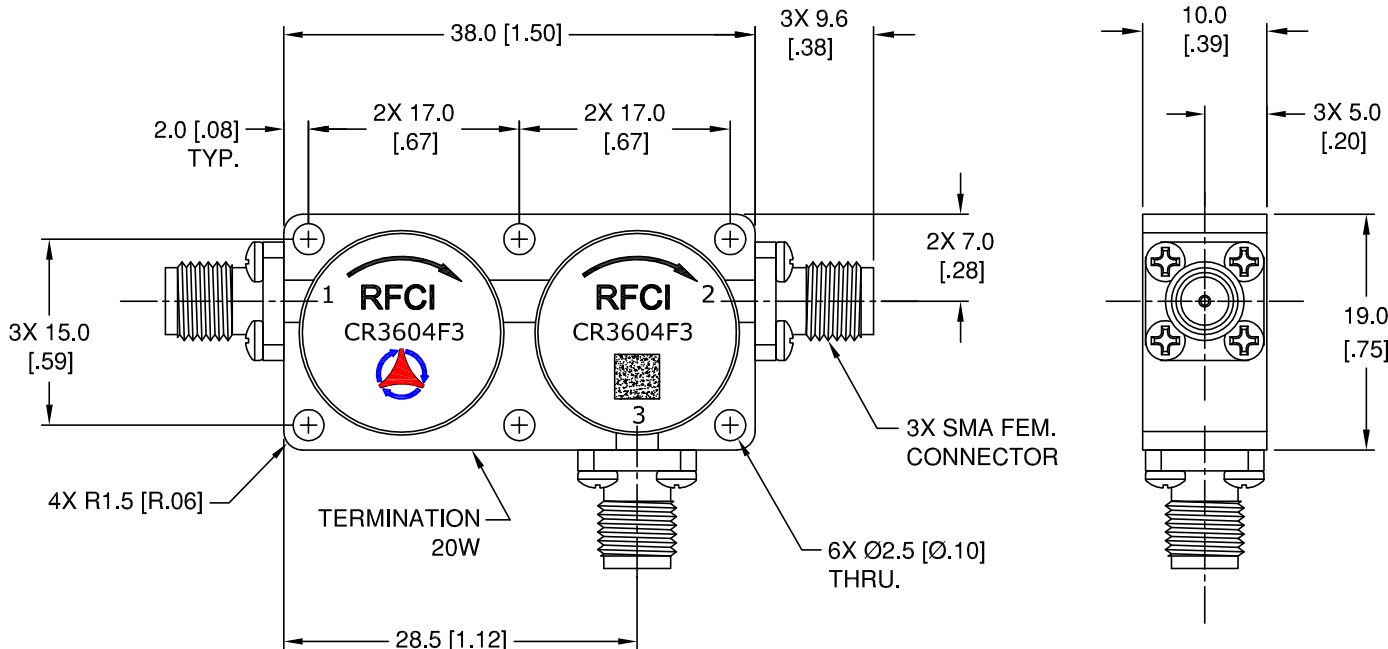 38.0 [1.50]
3X 9.6
[.38]
10.0
[.39]
2.0 [.08]
TYP.
2X 17.0
[.67]
2X 17.0
[.67]
3X 5.0
[.20]
2X 7.0
[.28]
3X 15.0
[.59]
1
RFCI
CR3604F3
RFCI
2
CR3604F3
3
19.0
[.75]
3X SMA FEM.
CONNECTOR
4X R1.5 [R.06]
TERMINATION
20W
6X Ø2.5 [Ø.10]
THRU.
28.5 [1.12]